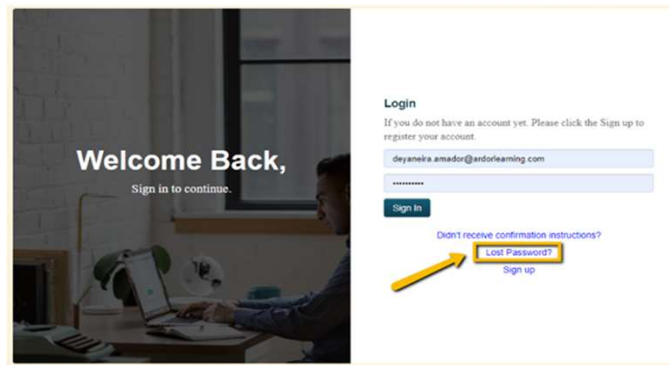 Welcome Back,
Sign in to continue.
Login
If you do not have an account yet. Please click the Sign up to
register your account.
deyaneira.amador@ardorlearning.com
••••••••••
Sign In
Didn't receive confirmation instructions?
Lost Password?
Sign up